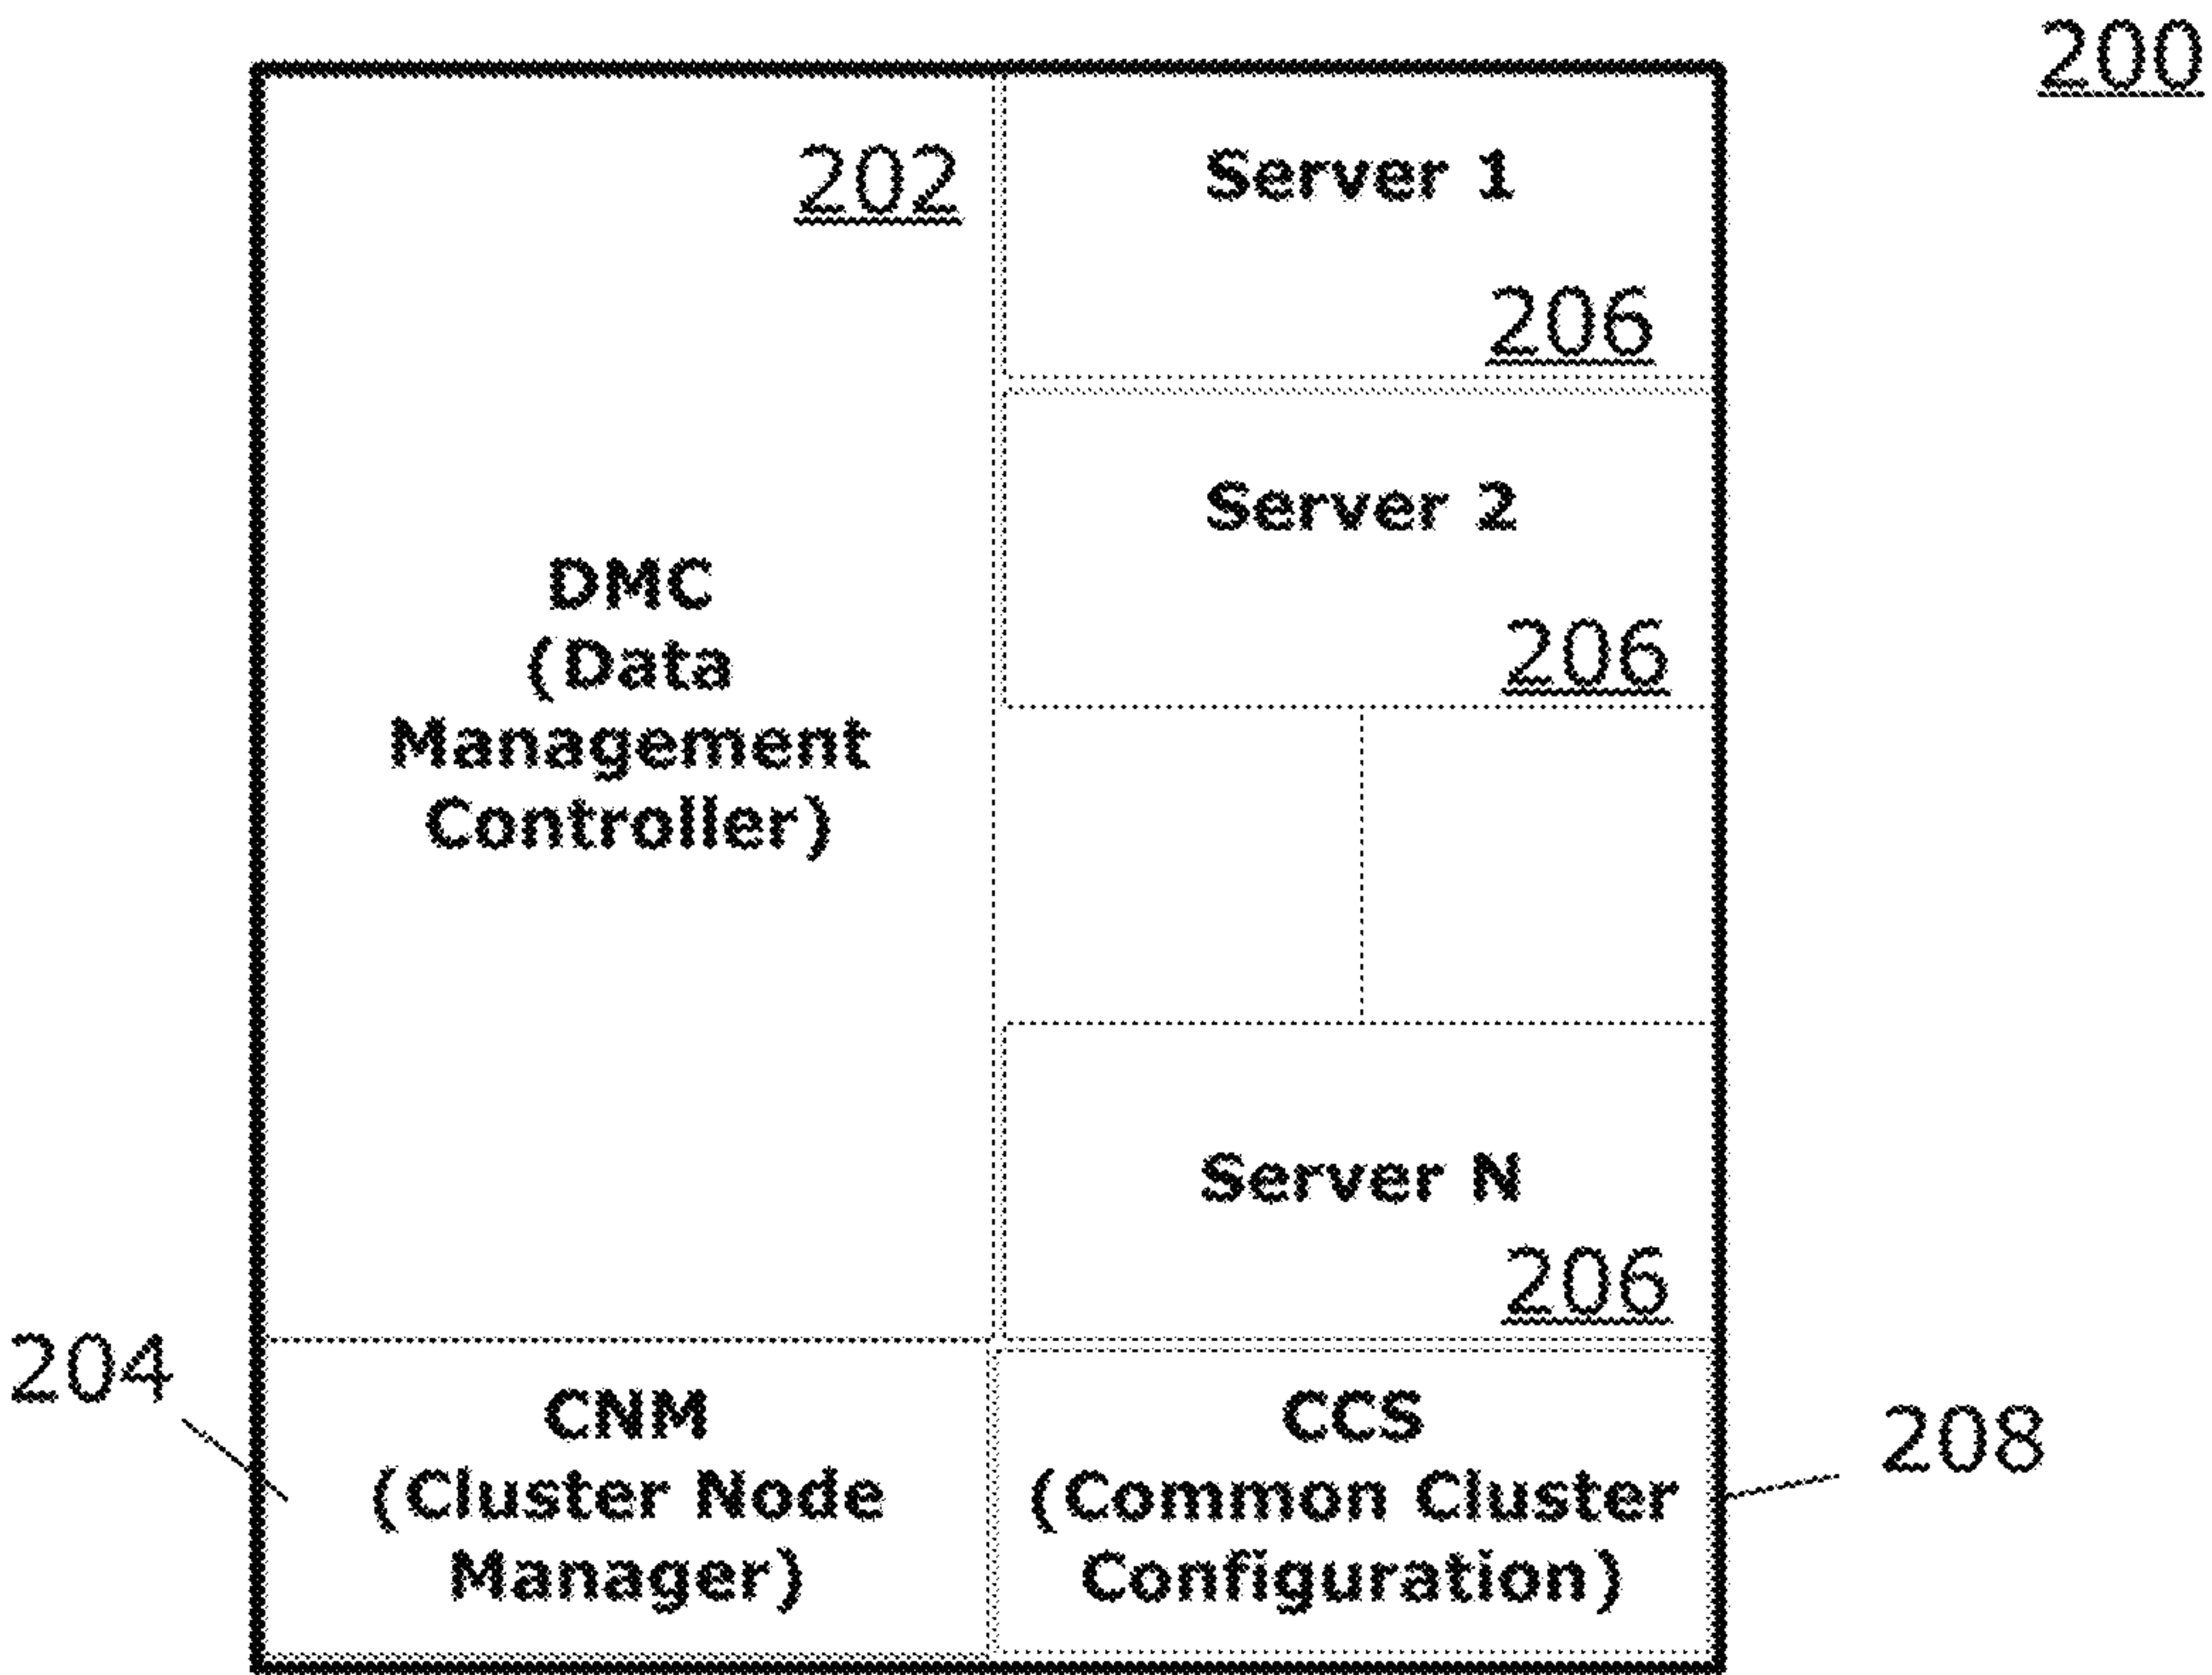 200
202
DMC
(Data
Management
Controller)
Server 1
206
Server 2
206
Server N
206
204
CNM
(Cluster Node
Manager)
CCS
(Common Cluster
Configuration)
208